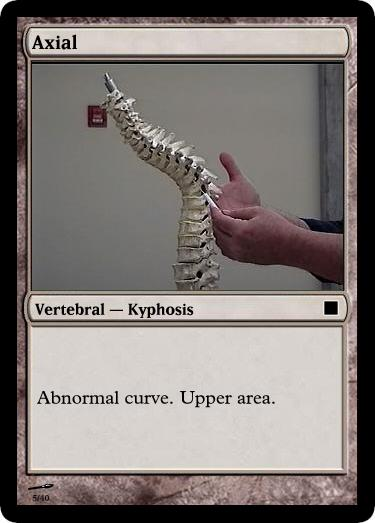 Axial
Vertebral — Kyphosis
Abnormal curve. Upper area.
5/40